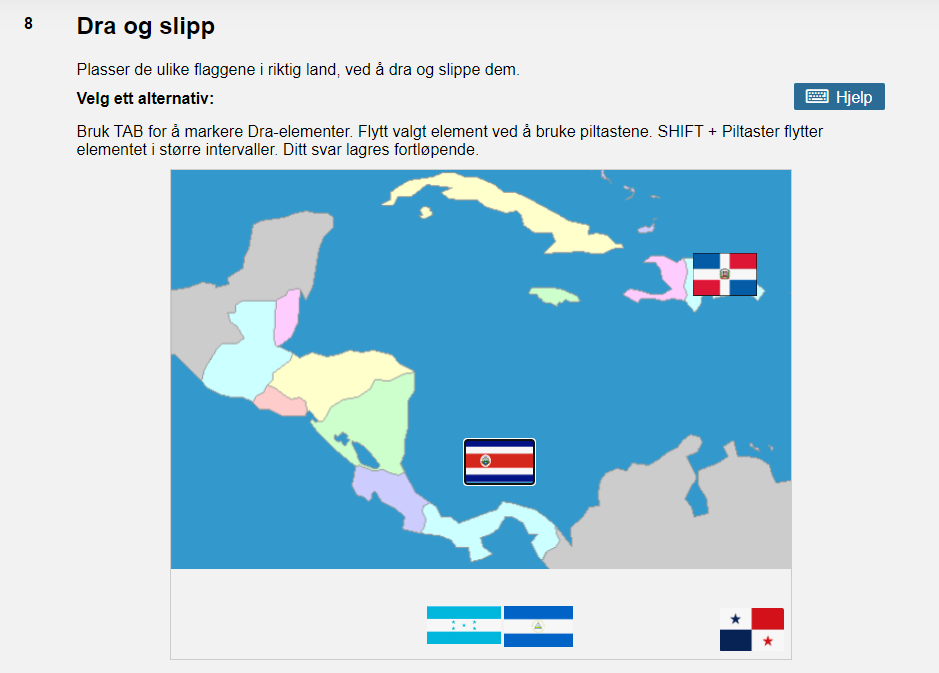 8
Dra og slipp
Plasser de ulike flaggene i riktig land, ved å dra og slippe dem.
Velg ett alternativ:
Hjelp
Bruk TAB for å markere Dra-elementer. Flytt valgt element ved å bruke piltastene. SHIFT + Piltaster flytter
elementet i større intervaller. Ditt svar lagres fortløpende.